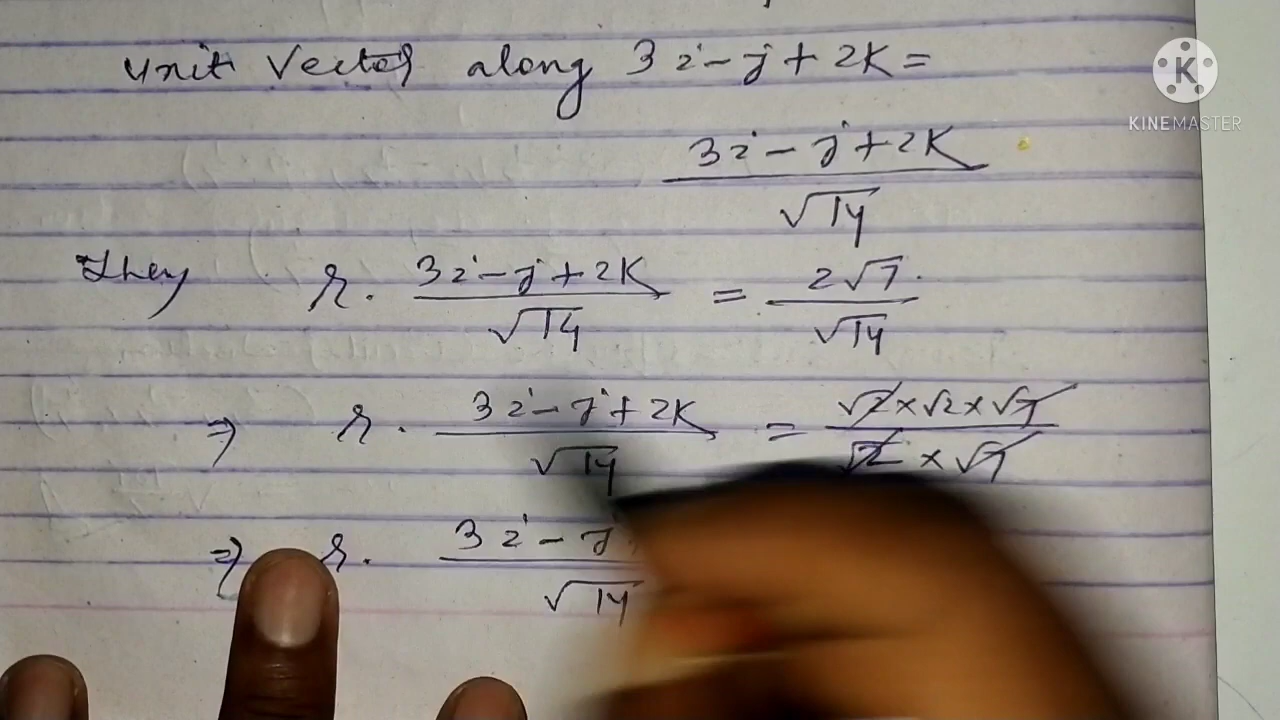 unit Vector along 3i - j + 2K =
K
KINEMASTER
3i - j + 2K
√14
they r. 3i - j + 2K / √14 = 2√7 / √14
⇒ r. 3i - j + 2K / √14 = √2 × √2 × √7 / √2 × √7
⇒ r. 3i - j / √14